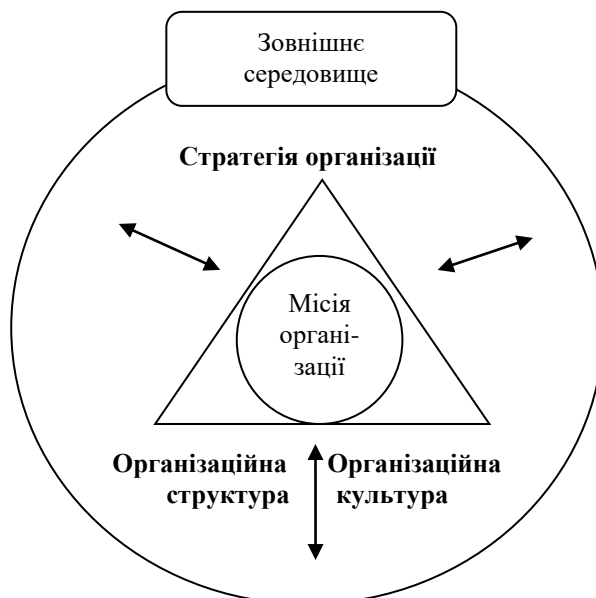 Зовнішнє
середовище
Стратегія організації
Місія
органі-
зації
Організаційна
структура
Організаційна
культура